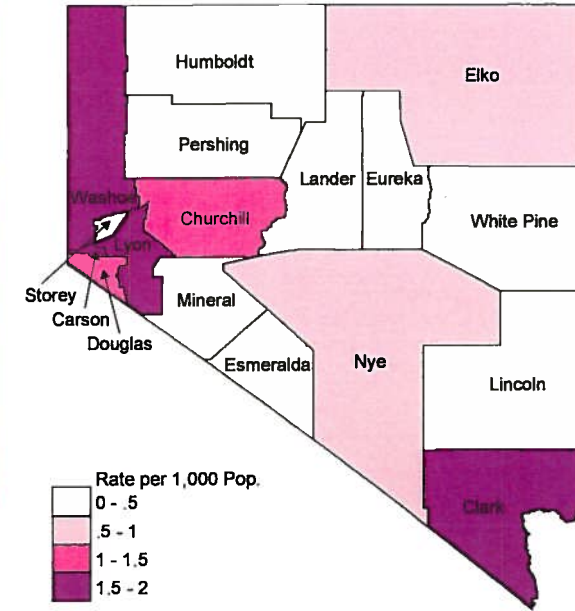 Humboldt
Elko
Pershing
Lander
Eureka
Washoe
Churchill
White Pine
Lyon
Storey
Carson
Douglas
Mineral
Esmeralda
Nye
Lincoln
Clark
Rate per 1,000 Pop.
0 - .5
.5 - 1
1 - 1.5
1.5 - 2